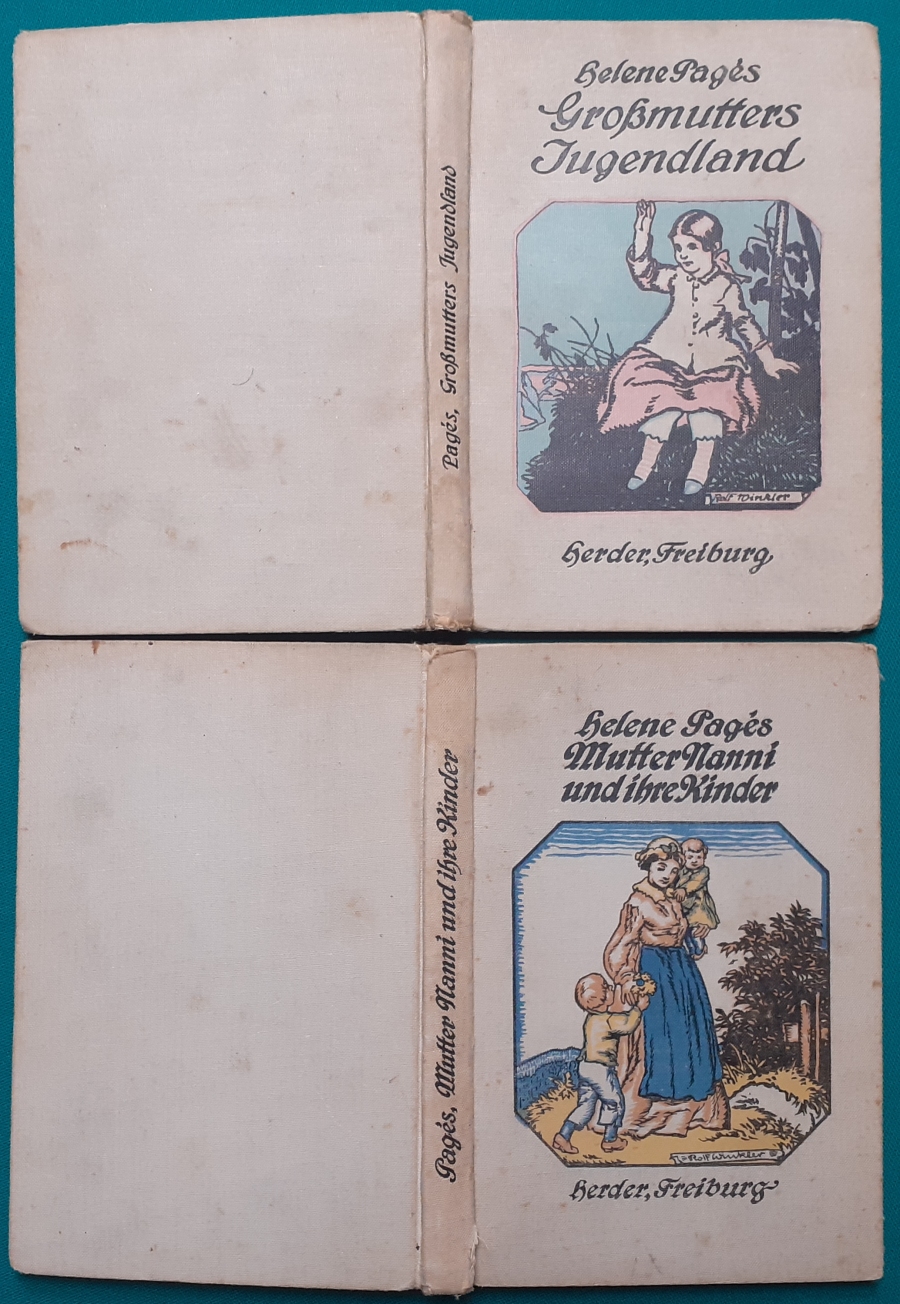 Helene Pagés
Großmutters
Jugendland
Rolf Winkler
Herder, Freiburg
Pagés, Großmutters Jugendland
Helene Pagés
Mutter Nanni
und ihre Kinder
Rolf Winkler
Herder, Freiburg
Pagés, Mutter Nanni und ihre Kinder